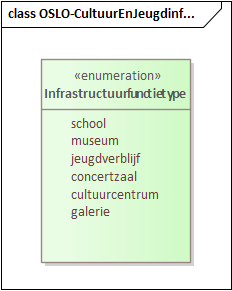 class OSLO-CultuurEnJeugdinf...
«enumeration»
Infrastructuurfunctietype
school
museum
jeugdverblijf
concertzaal
cultuurcentrum
galerie